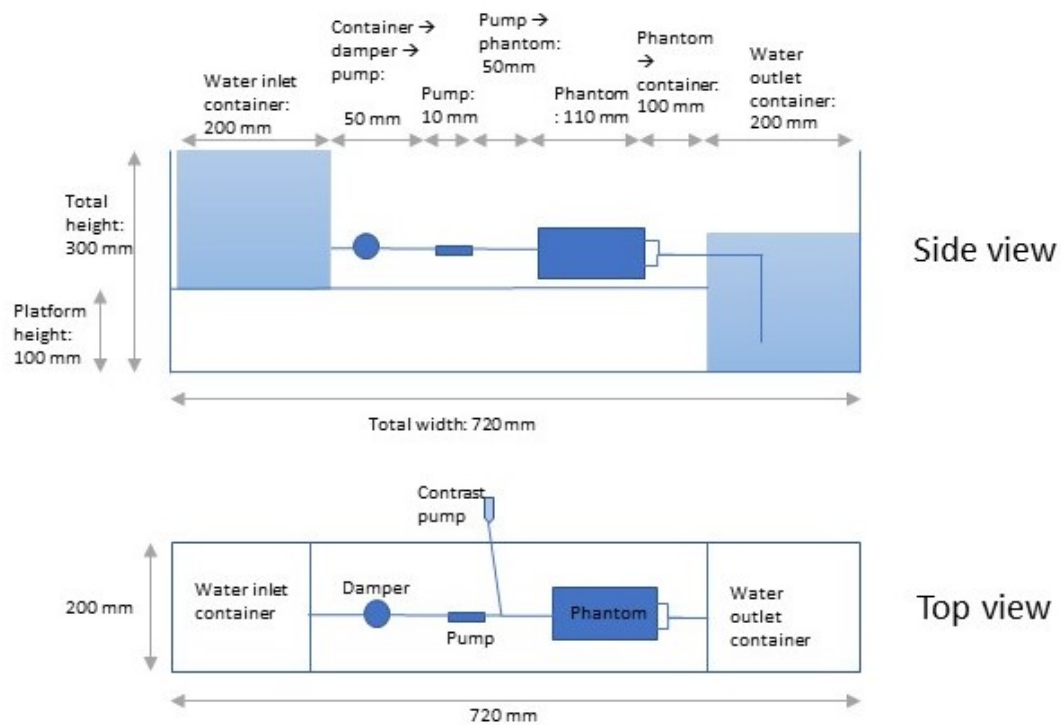 Container →
damper →
pump:
50 mm
Pump →
phantom:
50mm
Phantom
→
container:
100 mm
Water
outlet
container:
200 mm
Water inlet
container:
200 mm
Pump:
10 mm
Phantom
: 110 mm
Total
height:
300 mm
Platform
height:
100 mm
Side view
Total width: 720 mm
Contrast
pump
200 mm
Water inlet
container
Damper
Pump
Phantom
Water
outlet
container
Top view
720 mm